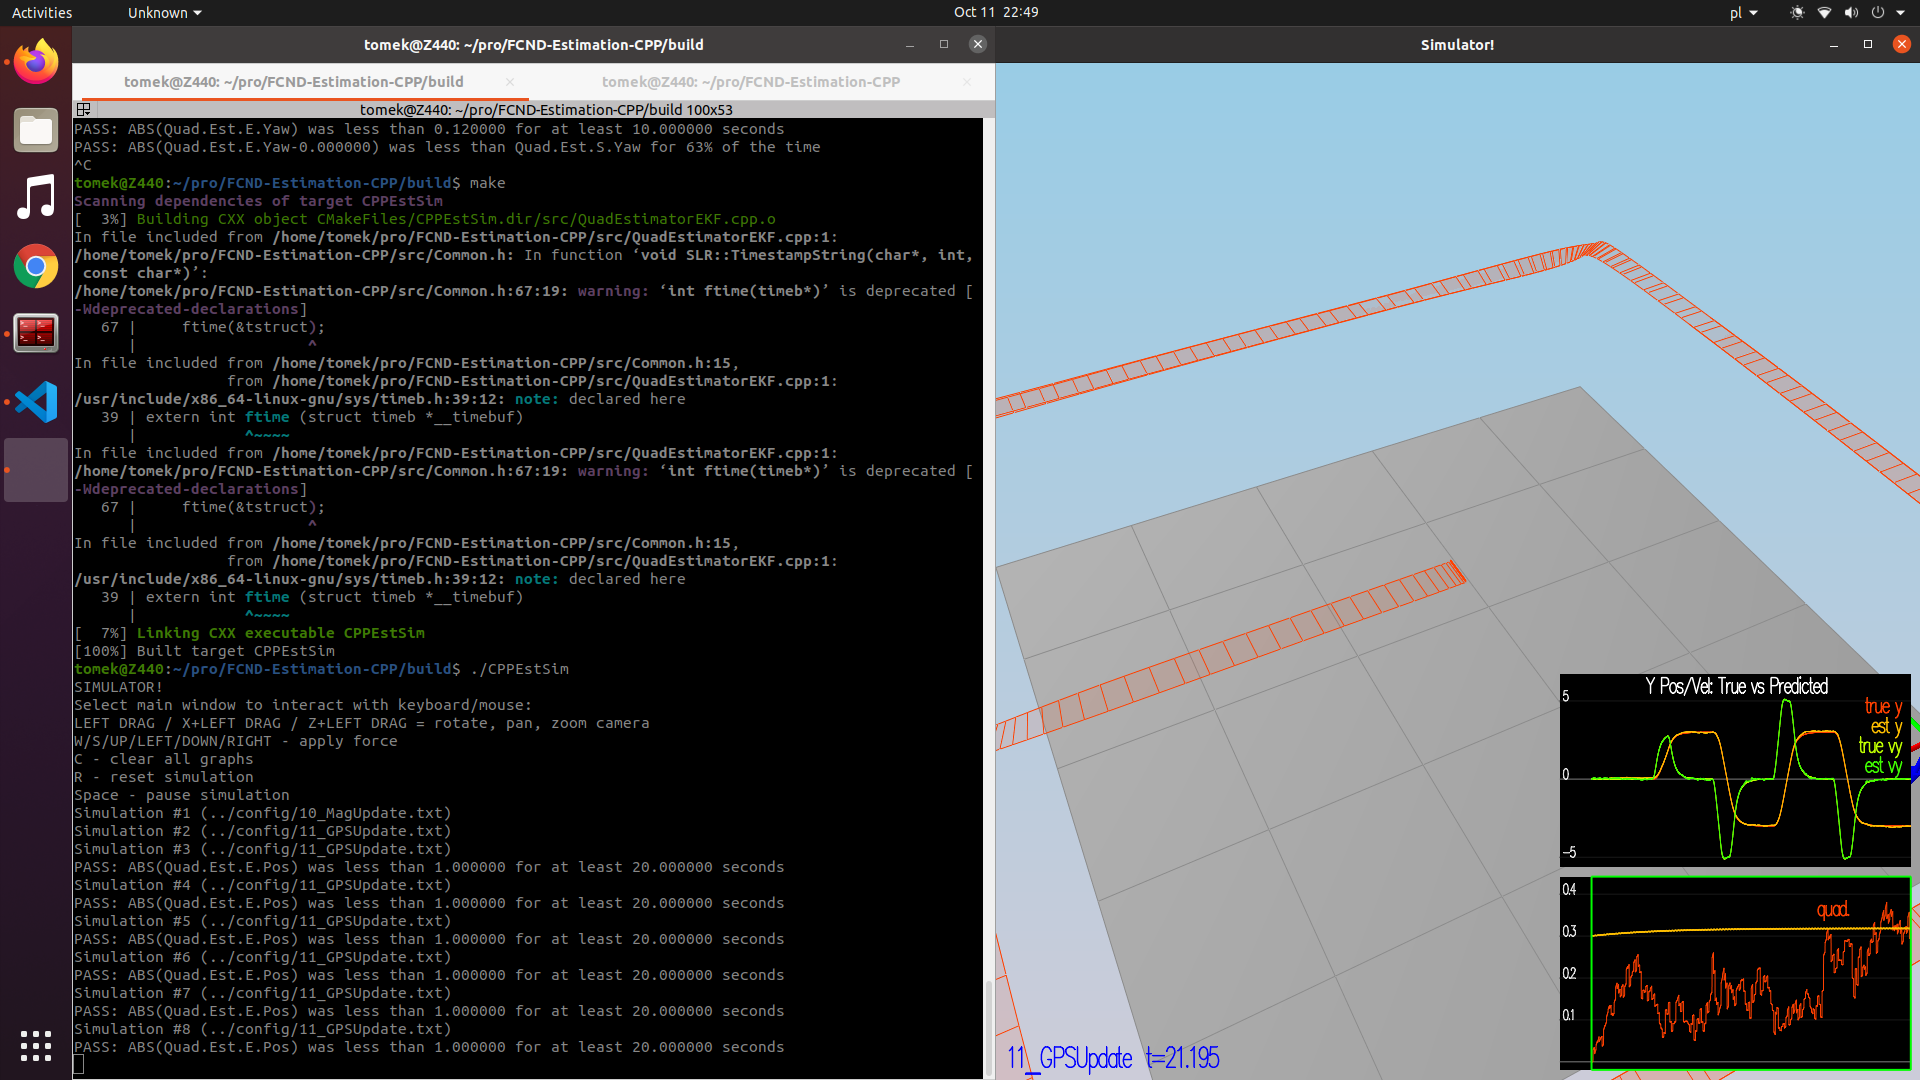 Activities
Unknown
Oct 11 22:49
pl
tomek@Z440: ~/pro/FCND-Estimation-CPP/build
tomek@Z440: ~/pro/FCND-Estimation-CPP/build
tomek@Z440: ~/pro/FCND-Estimation-CPP
tomek@Z440: ~/pro/FCND-Estimation-CPP/build 100x53
PASS: ABS(Quad.Est.E.Yaw) was less than 0.120000 for at least 10.000000 seconds
PASS: ABS(Quad.Est.E.Yaw-0.000000) was less than Quad.Est.S.Yaw for 63% of the time
^C
tomek@Z440:~/pro/FCND-Estimation-CPP/build$ make
Scanning dependencies of target CPPEstSim
[  3%] Building CXX object CMakeFiles/CPPEstSim.dir/src/QuadEstimatorEKF.cpp.o
In file included from /home/tomek/pro/FCND-Estimation-CPP/src/QuadEstimatorEKF.cpp:1:
/home/tomek/pro/FCND-Estimation-CPP/src/Common.h: In function ‘void SLR::TimestampString(char*, int,
 const char*)’:
/home/tomek/pro/FCND-Estimation-CPP/src/Common.h:67:19: warning: ‘int ftime(timeb*)’ is deprecated [
-Wdeprecated-declarations]
   67 |     ftime(&tstruct);
      |                   ^
In file included from /home/tomek/pro/FCND-Estimation-CPP/src/Common.h:15,
                 from /home/tomek/pro/FCND-Estimation-CPP/src/QuadEstimatorEKF.cpp:1:
/usr/include/x86_64-linux-gnu/sys/timeb.h:39:12: note: declared here
   39 | extern int ftime (struct timeb *__timebuf)
      |            ^~~~~
In file included from /home/tomek/pro/FCND-Estimation-CPP/src/QuadEstimatorEKF.cpp:1:
/home/tomek/pro/FCND-Estimation-CPP/src/Common.h:67:19: warning: ‘int ftime(timeb*)’ is deprecated [
-Wdeprecated-declarations]
   67 |     ftime(&tstruct);
      |                   ^
In file included from /home/tomek/pro/FCND-Estimation-CPP/src/Common.h:15,
                 from /home/tomek/pro/FCND-Estimation-CPP/src/QuadEstimatorEKF.cpp:1:
/usr/include/x86_64-linux-gnu/sys/timeb.h:39:12: note: declared here
   39 | extern int ftime (struct timeb *__timebuf)
      |            ^~~~~
[  7%] Linking CXX executable CPPEstSim
[100%] Built target CPPEstSim
tomek@Z440:~/pro/FCND-Estimation-CPP/build$ ./CPPEstSim
SIMULATOR!
Select main window to interact with keyboard/mouse:
LEFT DRAG / X+LEFT DRAG / Z+LEFT DRAG = rotate, pan, zoom camera
W/S/UP/LEFT/DOWN/RIGHT - apply force
C - clear all graphs
R - reset simulation
Space - pause simulation
Simulation #1 (../config/10_MagUpdate.txt)
Simulation #2 (../config/11_GPSUpdate.txt)
Simulation #3 (../config/11_GPSUpdate.txt)
PASS: ABS(Quad.Est.E.Pos) was less than 1.000000 for at least 20.000000 seconds
Simulation #4 (../config/11_GPSUpdate.txt)
PASS: ABS(Quad.Est.E.Pos) was less than 1.000000 for at least 20.000000 seconds
Simulation #5 (../config/11_GPSUpdate.txt)
PASS: ABS(Quad.Est.E.Pos) was less than 1.000000 for at least 20.000000 seconds
Simulation #6 (../config/11_GPSUpdate.txt)
PASS: ABS(Quad.Est.E.Pos) was less than 1.000000 for at least 20.000000 seconds
Simulation #7 (../config/11_GPSUpdate.txt)
PASS: ABS(Quad.Est.E.Pos) was less than 1.000000 for at least 20.000000 seconds
Simulation #8 (../config/11_GPSUpdate.txt)
PASS: ABS(Quad.Est.E.Pos) was less than 1.000000 for at least 20.000000 seconds
Simulator!
Y Pos/Vel: True vs Predicted
5
true y
est y
true vy
est vy
0
-5
0.4
quad.
0.3
0.2
0.1
11_GPSUpdate t=21.195